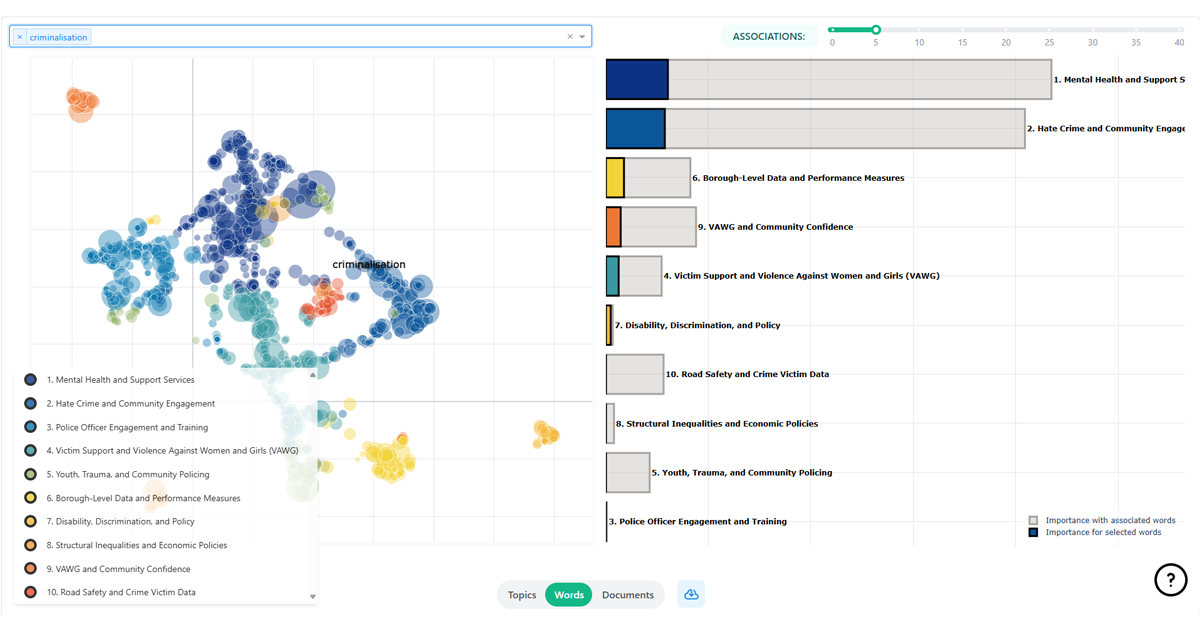 × criminalisation ×
ASSOCIATIONS:
0 5 10 15 20 25 30 35 40
criminalisation
1. Mental Health and Support Services
2. Hate Crime and Community Engagement
3. Police Officer Engagement and Training
4. Victim Support and Violence Against Women and Girls (VAWG)
5. Youth, Trauma, and Community Policing
6. Borough-Level Data and Performance Measures
7. Disability, Discrimination, and Policy
8. Structural Inequalities and Economic Policies
9. VAWG and Community Confidence
10. Road Safety and Crime Victim Data
1. Mental Health and Support S
2. Hate Crime and Community Engage
6. Borough-Level Data and Performance Measures
9. VAWG and Community Confidence
4. Victim Support and Violence Against Women and Girls (VAWG)
7. Disability, Discrimination, and Policy
10. Road Safety and Crime Victim Data
8. Structural Inequalities and Economic Policies
5. Youth, Trauma, and Community Policing
3. Police Officer Engagement and Training
Importance with associated words
Importance for selected words
Topics Words Documents
?